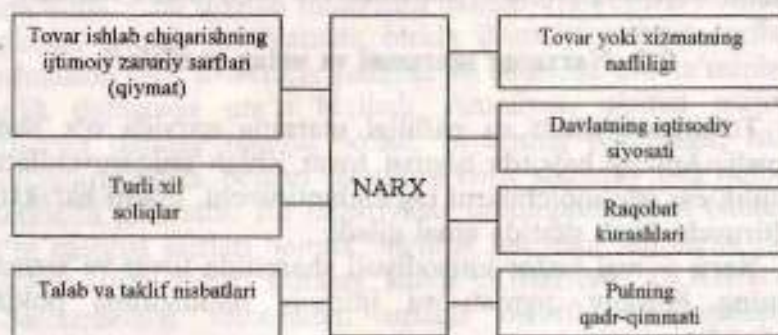 Tovar ishlab chiqarishning
ijtimoiy zaruriy sarflari
(qiymat)
Turli xil
soliqlar
Talab va taklif nisbatlari
NARX
Tovar yoki xizmatning
nafliligi
Davlatning iqtisodiy
siyosati
Raqobat
kurashlari
Pulning
qadr-qimmati